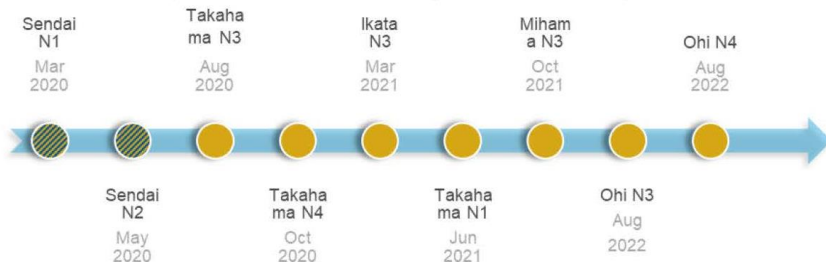 Sendai
N1
Mar
2020
Takaha
ma N3
Aug
2020
Ikata
N3
Mar
2021
Miham
a N3
Oct
2021
Ohi N4
Aug
2022
Sendai
N2
May
2020
Takaha
ma N4
Oct
2020
Takaha
ma N1
Jun
2021
Ohi N3
Aug
2022